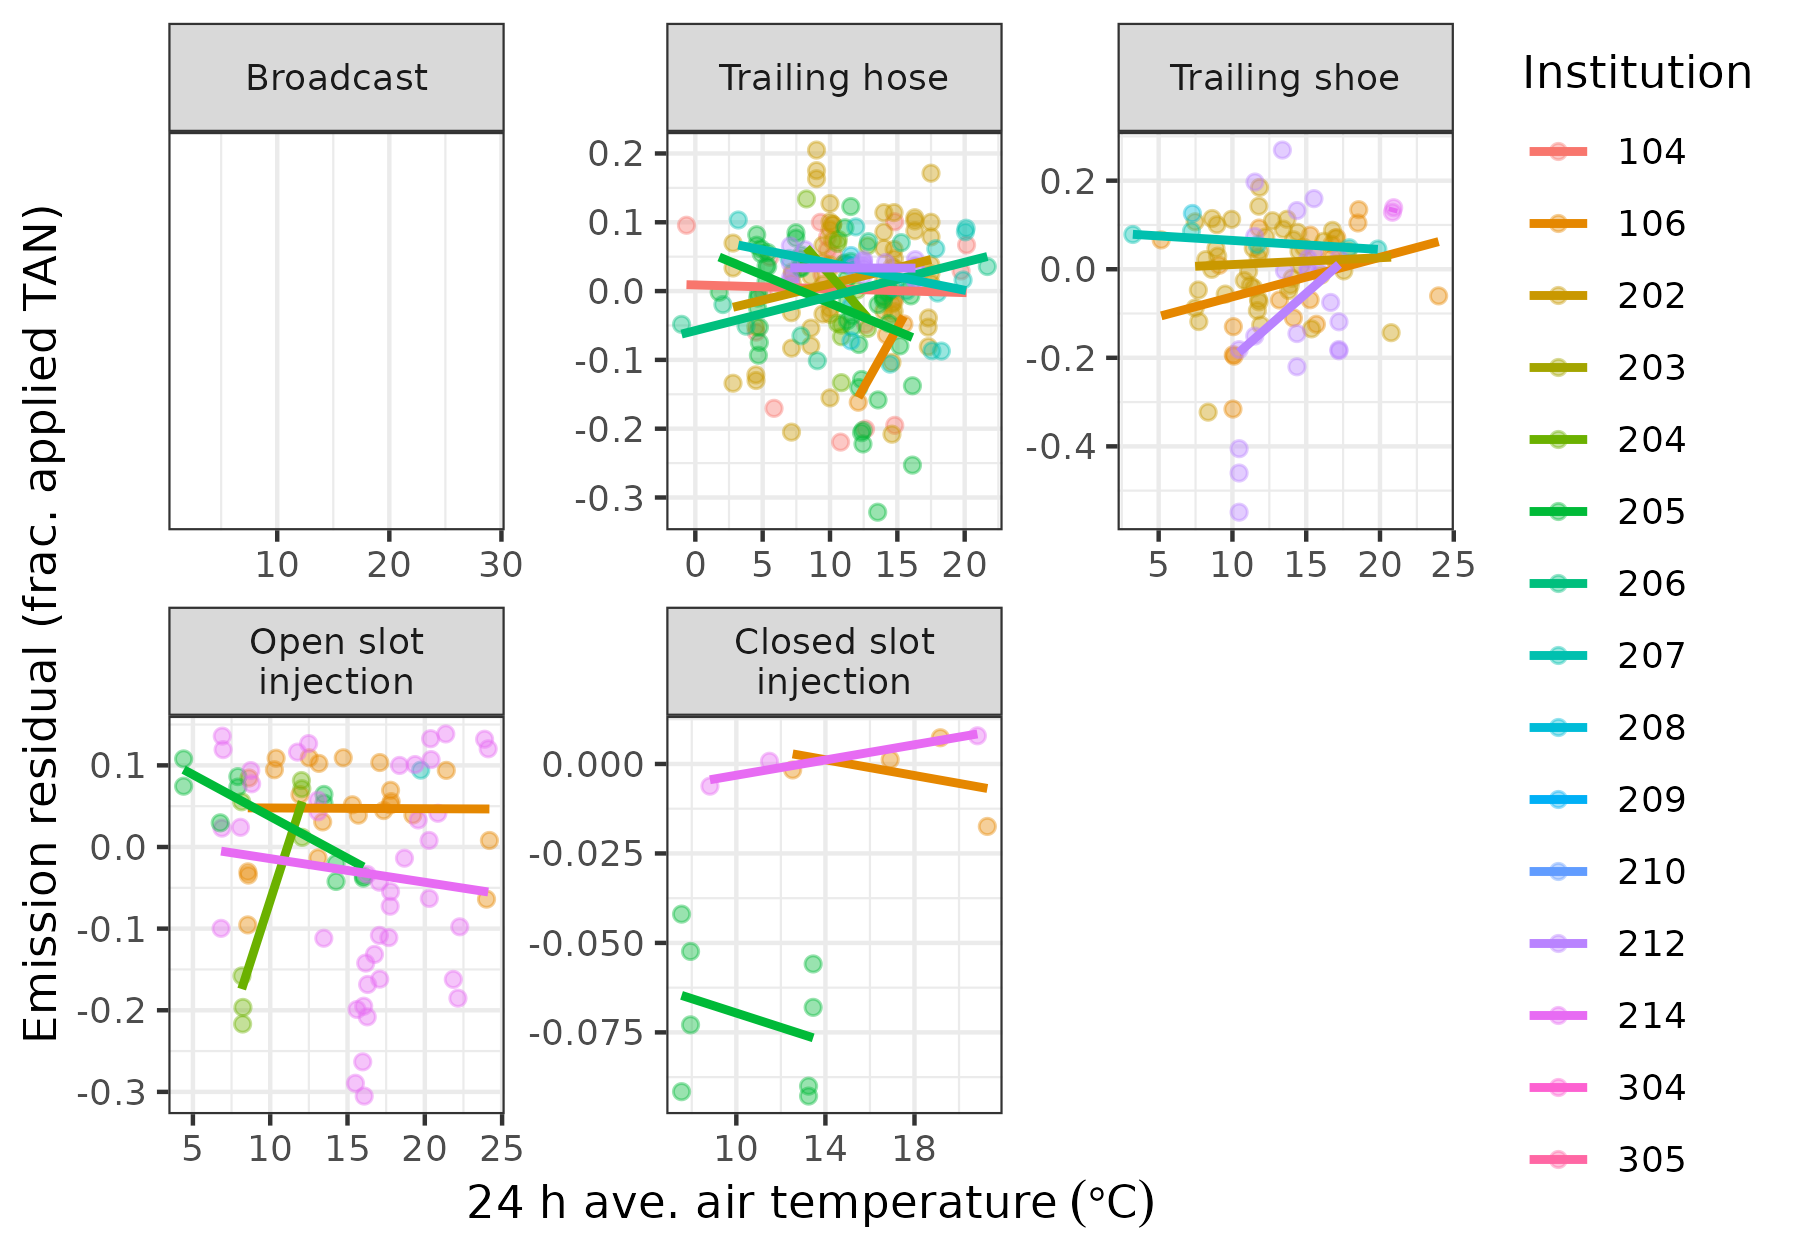 Broadcast
Trailing hose
Trailing shoe
Institution
104
106
202
203
204
205
206
207
208
209
210
212
214
304
305
0.2
0.1
0.0
-0.1
-0.2
-0.3
0.2
0.0
-0.2
-0.4
10 20 30
0 5 10 15 20
5 10 15 20 25
Open slot
injection
Closed slot
injection
0.1
0.0
-0.1
-0.2
-0.3
0.000
-0.025
-0.050
-0.075
5 10 15 20 25
10 14 18
24 h ave. air temperature (°C)
Emission residual (frac. applied TAN)